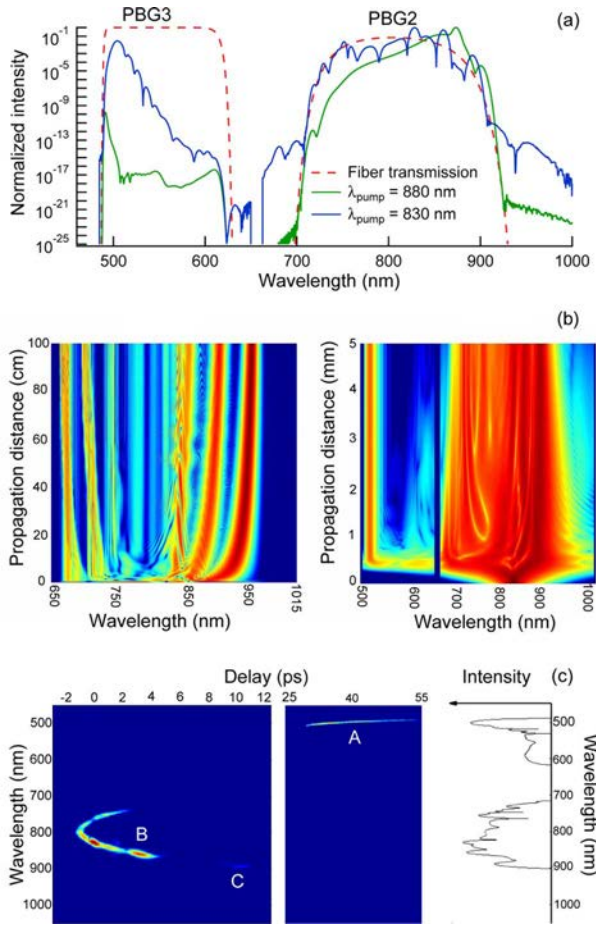 PBG3
PBG2
(a)
Normalized intensity
10⁻¹
10⁻⁵
10⁻⁹
10⁻¹³
10⁻¹⁷
10⁻²¹
10⁻²⁵
Fiber transmission
λpump = 880 nm
λpump = 830 nm
500 600 700 800 900 1000
Wavelength (nm)
(b)
Propagation distance (cm)
100
80
60
40
20
0
650 750 850 950 1015
Wavelength (nm)
Propagation distance (mm)
5
4
3
2
1
0
500 600 700 800 900 1000
Wavelength (nm)
Delay (ps)
Intensity
(c)
-2 0 2 4 6 8 10 12
25 40 55
Wavelength (nm)
500
600
700
800
900
1000
A
B
C
500
600
700
800
900
1000
Wavelength (nm)